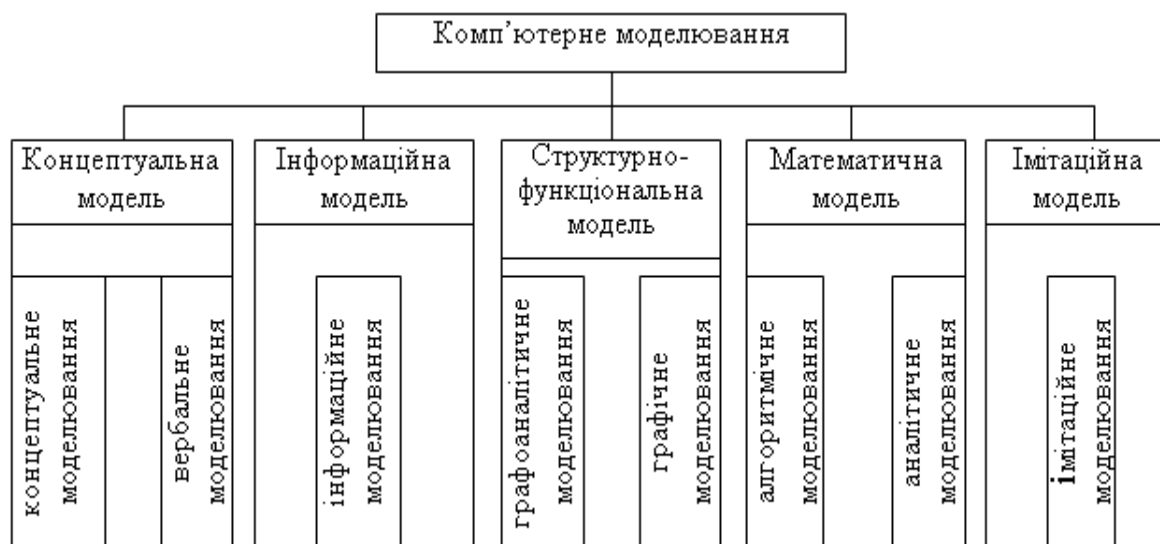 Комп’ютерне моделювання
Концептуальна
модель
Інформаційна
модель
Структурно-
функціональна
модель
Математична
модель
Імітаційна
модель
концептуальне
моделювання
вербальне
моделювання
інформаційне
моделювання
графоаналітичне
моделювання
графічне
моделювання
алгоритмічне
моделювання
аналітичне
моделювання
імітаційне
моделювання